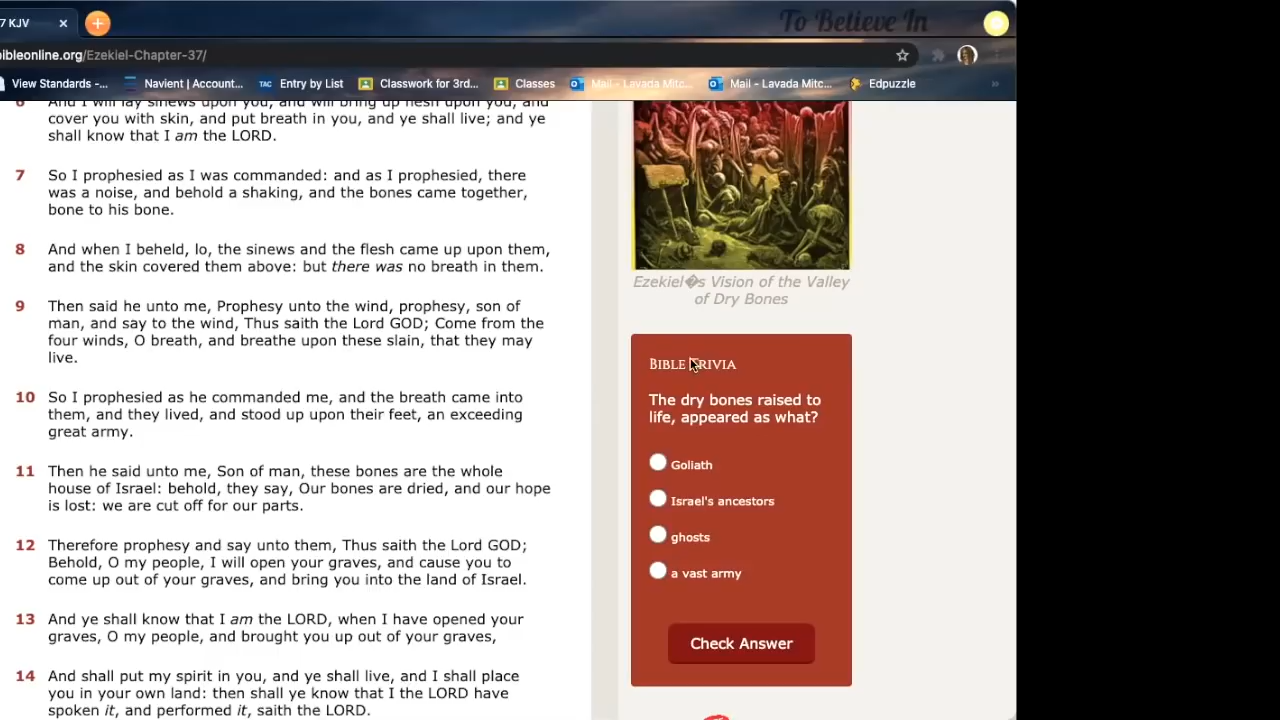 To Believe In
7 KJV
ibleonline.org/Ezekiel-Chapter-37/
View Standards -...
Navient | Account...
TAC Entry by List
Classwork for 3rd...
Classes
Mail - Lavada Mitc...
Mail - Lavada Mitc...
Edpuzzle
6 And I will lay sinews upon you, and will bring up flesh upon you, and
cover you with skin, and put breath in you, and ye shall live; and ye
shall know that I am the LORD.
7 So I prophesied as I was commanded: and as I prophesied, there
was a noise, and behold a shaking, and the bones came together,
bone to his bone.
8 And when I beheld, lo, the sinews and the flesh came up upon them,
and the skin covered them above: but there was no breath in them.
9 Then said he unto me, Prophesy unto the wind, prophesy, son of
man, and say to the wind, Thus saith the Lord GOD; Come from the
four winds, O breath, and breathe upon these slain, that they may
live.
10 So I prophesied as he commanded me, and the breath came into
them, and they lived, and stood up upon their feet, an exceeding
great army.
11 Then he said unto me, Son of man, these bones are the whole
house of Israel: behold, they say, Our bones are dried, and our hope
is lost: we are cut off for our parts.
12 Therefore prophesy and say unto them, Thus saith the Lord GOD;
Behold, O my people, I will open your graves, and cause you to
come up out of your graves, and bring you into the land of Israel.
13 And ye shall know that I am the LORD, when I have opened your
graves, O my people, and brought you up out of your graves,
14 And shall put my spirit in you, and ye shall live, and I shall place
you in your own land: then shall ye know that I the LORD have
spoken it, and performed it, saith the LORD.
Ezekiel�s Vision of the Valley
of Dry Bones
Bible Trivia
The dry bones raised to
life, appeared as what?
Goliath
Israel's ancestors
ghosts
a vast army
Check Answer